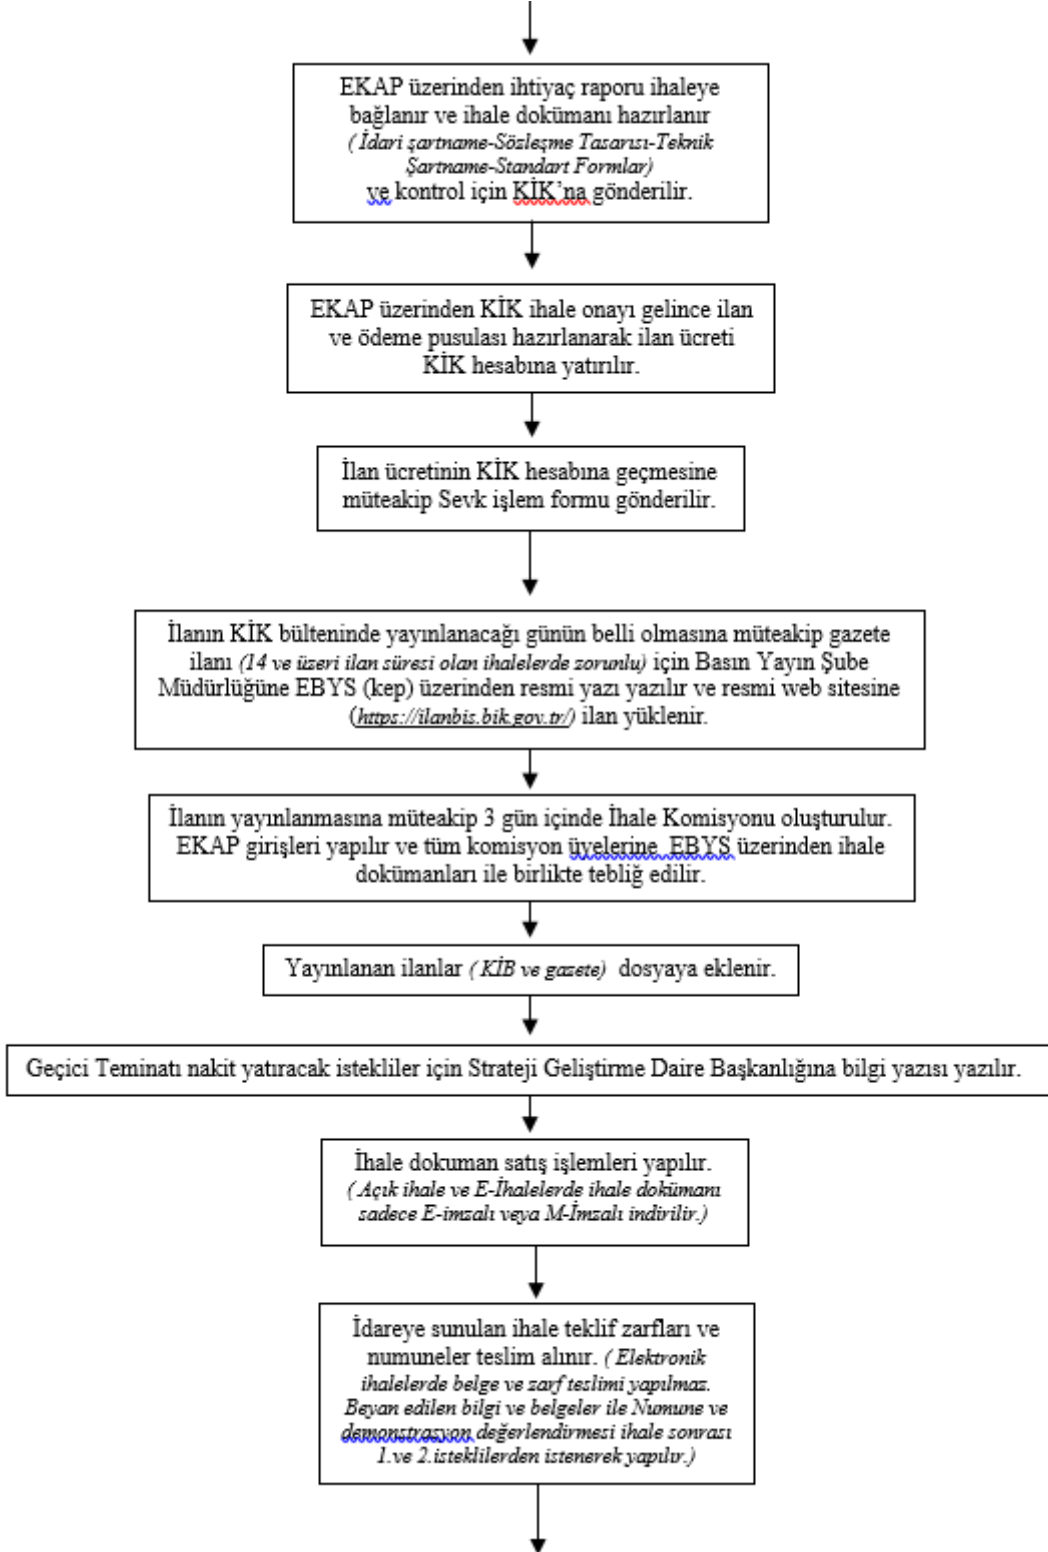 EKAP üzerinden ihtiyaç raporu ihaleye
bağlanır ve ihale dokümanı hazırlanır
( İdari şartname-Sözleşme Tasarısı-Teknik
Şartname-Standart Formlar)
ve kontrol için KİK’na gönderilir.
EKAP üzerinden KİK ihale onayı gelince ilan
ve ödeme pusulası hazırlanarak ilan ücreti
KİK hesabına yatırılır.
İlan ücretinin KİK hesabına geçmesine
müteakip Sevk işlem formu gönderilir.
İlanın KİK bülteninde yayınlanacağı günün belli olmasına müteakip gazete
ilanı (14 ve üzeri ilan süresi olan ihalelerde zorunlu) için Basın Yayın Şube
Müdürlüğüne EBYS (kep) üzerinden resmi yazı yazılır ve resmi web sitesine
(https://ilanbis.bik.gov.tr/) ilan yüklenir.
İlanın yayınlanmasına müteakip 3 gün içinde İhale Komisyonu oluşturulur.
EKAP girişleri yapılır ve tüm komisyon üyelerine EBYS üzerinden ihale
dokümanları ile birlikte tebliğ edilir.
Yayınlanan ilanlar ( KİB ve gazete) dosyaya eklenir.
Geçici Teminatı nakit yatıracak istekliler için Strateji Geliştirme Daire Başkanlığına bilgi yazısı yazılır.
İhale dokuman satış işlemleri yapılır.
( Açık ihale ve E-İhalelerde ihale dokümanı
sadece E-imzalı veya M-İmzalı indirilir.)
İdareye sunulan ihale teklif zarfları ve
numuneler teslim alınır. ( Elektronik
ihalelerde belge ve zarf teslimi yapılmaz.
Beyan edilen bilgi ve belgeler ile Numune ve
demonstrasyon değerlendirmesi ihale sonrası
1.ve 2.isteklilerden istenerek yapılır.)